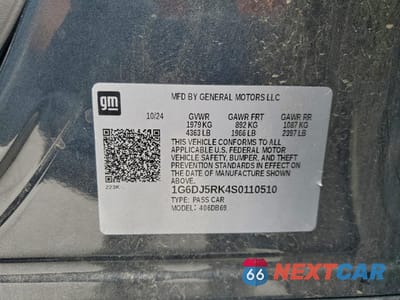 gm
MFD BY GENERAL MOTORS LLC
10/24 GVWR GAWR FRT GAWR RR
1979 KG 892 KG 1087 KG
4363 LB 1966 LB 2397 LB
THIS VEHICLE CONFORMS TO ALL
APPLICABLE U.S. FEDERAL MOTOR
VEHICLE SAFETY, BUMPER, AND THEFT
PREVENTION STANDARDS IN EFFECT ON
THE DATE OF MANUFACTURE SHOWN
ABOVE.
223K
1G6DJ5RK4S0110510
TYPE: PASS CAR
MODEL: 406DB69
66 NEXTCAR